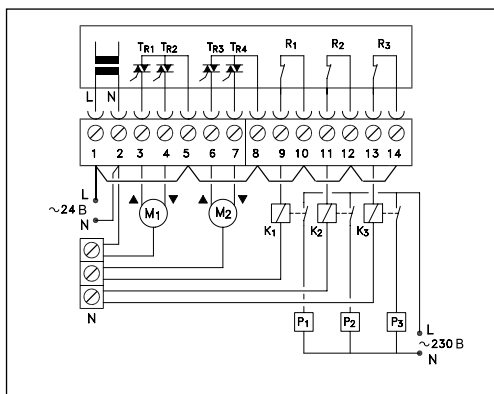 TR1 TR2 TR3 TR4 R1 R2 R3
L N
1 2 3 4 5 6 7 8 9 10 11 12 13 14
L
~24 В
N
M1 M2 K1 K2 K3
N
P1 P2 P3
L
~230 В
N